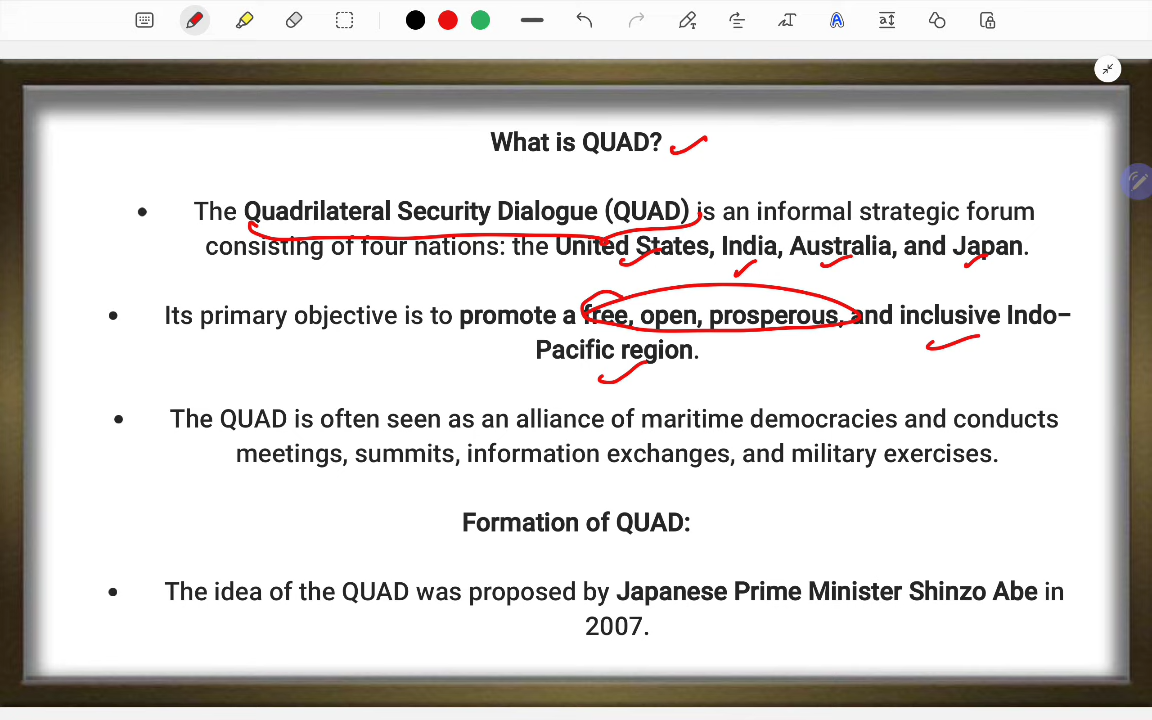 What is QUAD?
• The Quadrilateral Security Dialogue (QUAD) is an informal strategic forum
consisting of four nations: the United States, India, Australia, and Japan.
• Its primary objective is to promote a free, open, prosperous, and inclusive Indo-
Pacific region.
• The QUAD is often seen as an alliance of maritime democracies and conducts
meetings, summits, information exchanges, and military exercises.
Formation of QUAD:
• The idea of the QUAD was proposed by Japanese Prime Minister Shinzo Abe in
2007.